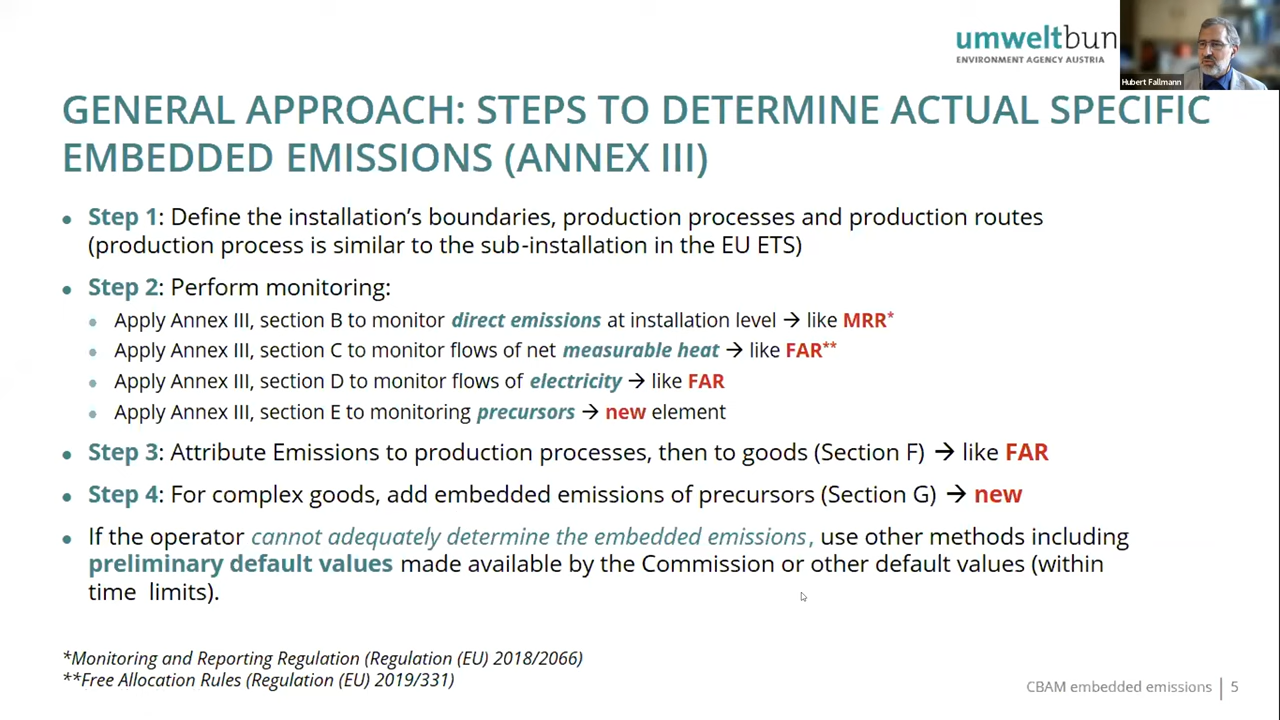 umweltbun
ENVIRONMENT AGENCY AUSTRIA
Hubert Fallmann
GENERAL APPROACH: STEPS TO DETERMINE ACTUAL SPECIFIC
EMBEDDED EMISSIONS (ANNEX III)
• Step 1: Define the installation's boundaries, production processes and production routes
(production process is similar to the sub-installation in the EU ETS)
• Step 2: Perform monitoring:
• Apply Annex III, section B to monitor direct emissions at installation level → like MRR*
• Apply Annex III, section C to monitor flows of net measurable heat → like FAR**
• Apply Annex III, section D to monitor flows of electricity → like FAR
• Apply Annex III, section E to monitoring precursors → new element
• Step 3: Attribute Emissions to production processes, then to goods (Section F) → like FAR
• Step 4: For complex goods, add embedded emissions of precursors (Section G) → new
• If the operator cannot adequately determine the embedded emissions, use other methods including
preliminary default values made available by the Commission or other default values (within
time limits).
*Monitoring and Reporting Regulation (Regulation (EU) 2018/2066)
**Free Allocation Rules (Regulation (EU) 2019/331)
CBAM embedded emissions | 5